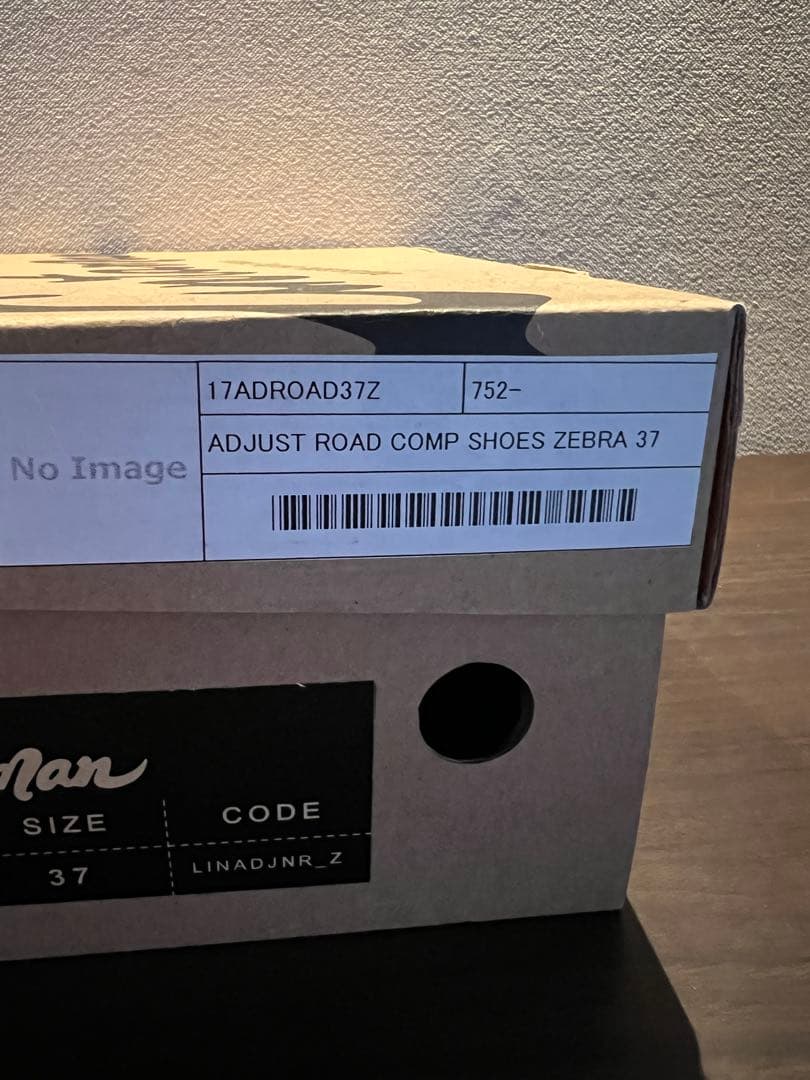 17ADROAD37Z
752-
ADJUST ROAD COMP SHOES ZEBRA 37
No Image
SIZE
CODE
37
LINADJNR_Z